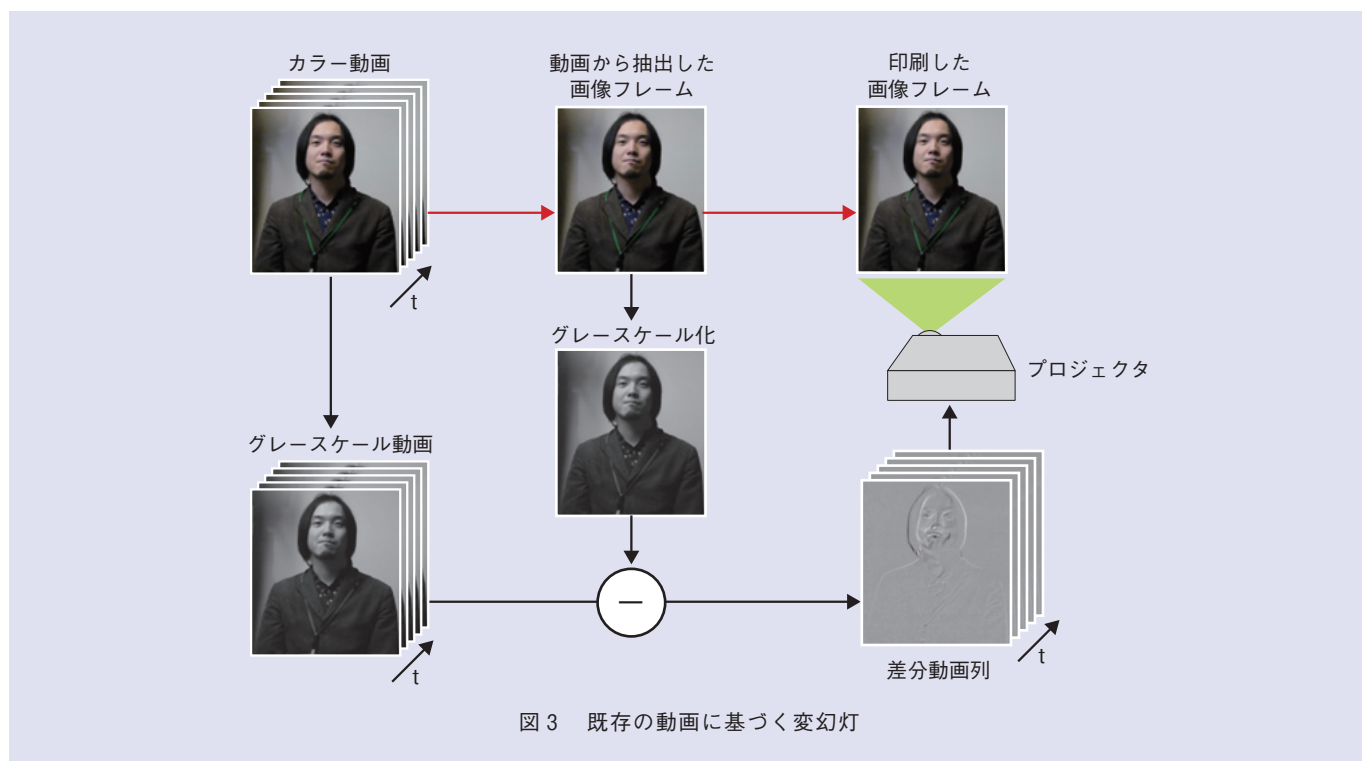 カラー動画
動画から抽出した
画像フレーム
印刷した
画像フレーム
t
グレースケール化
プロジェクタ
グレースケール動画
−
t
t
差分動画列
図3 既存の動画に基づく変幻灯